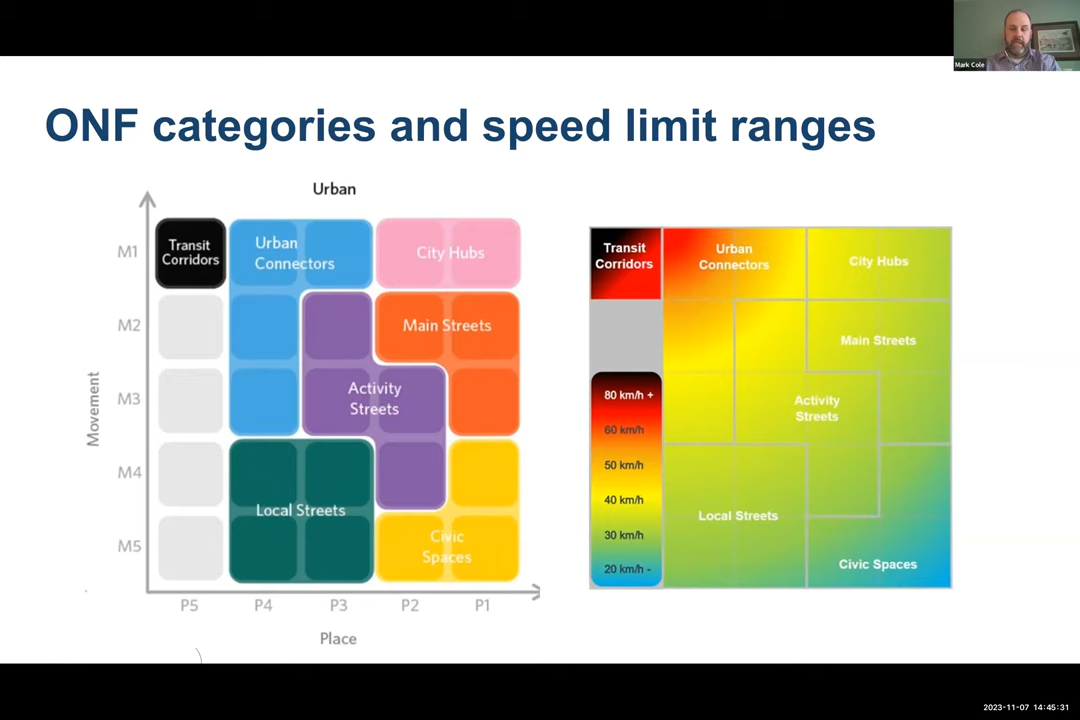 Mark Cole
ONF categories and speed limit ranges
Urban
Movement
M1
M2
M3
M4
M5
Transit
Corridors
Urban
Connectors
City Hubs
Main Streets
Activity
Streets
Local Streets
Civic
Spaces
P5
P4
P3
P2
P1
Place
Transit
Corridors
Urban
Connectors
City Hubs
Main Streets
Activity
Streets
Local Streets
Civic Spaces
80 km/h +
60 km/h
50 km/h
40 km/h
30 km/h
20 km/h -
2023-11-07 14:45:31